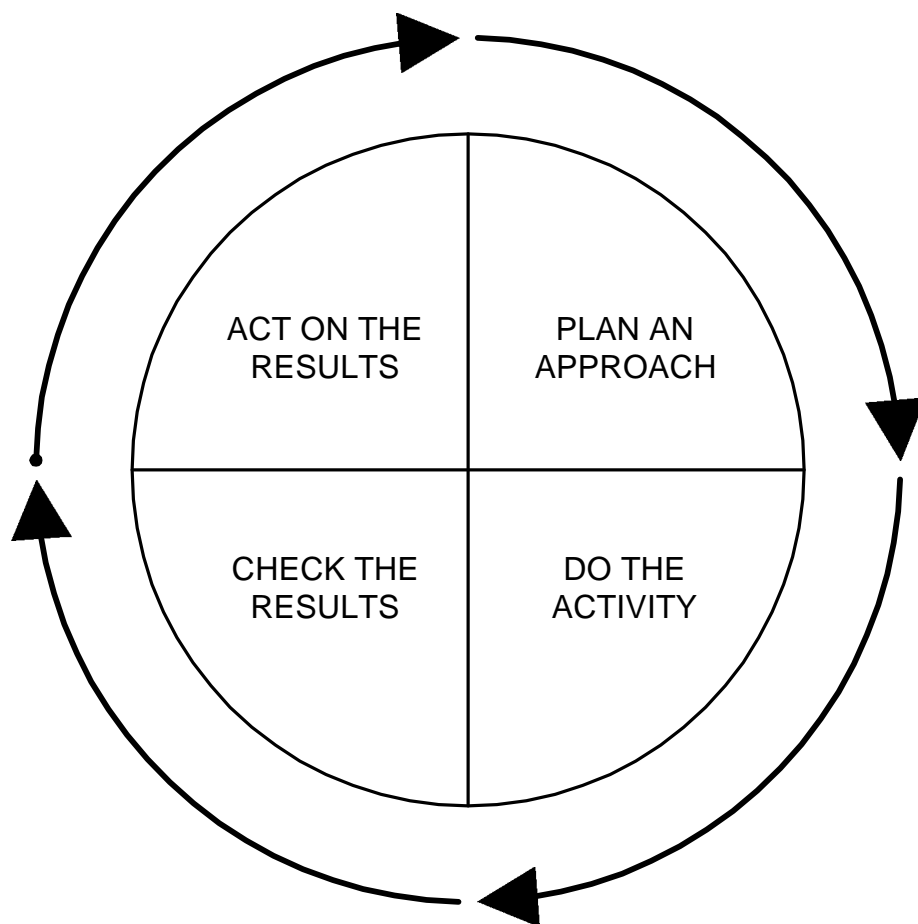 ACT ON THE
RESULTS
PLAN AN
APPROACH
CHECK THE
RESULTS
DO THE
ACTIVITY